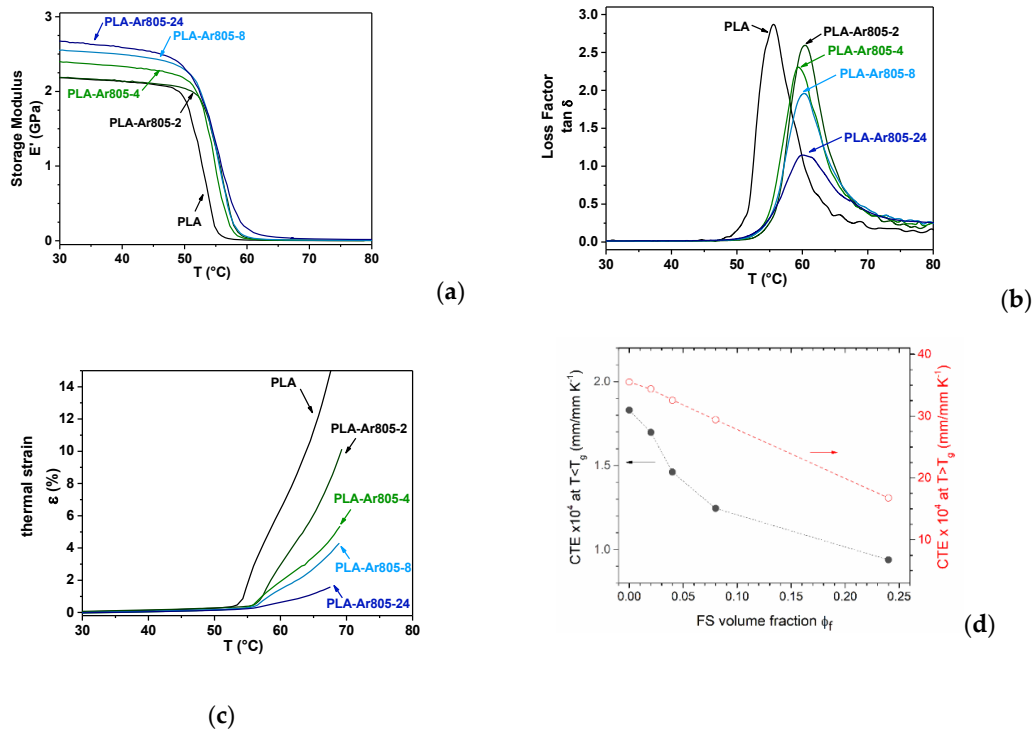 3
2
1
0
30
40
50
60
70
80
Storage Modulus
E' (GPa)
T (°C)
PLA-Ar805-24
PLA-Ar805-8
PLA-Ar805-4
PLA-Ar805-2
PLA
(a)
3.0
2.5
2.0
1.5
1.0
0.5
0.0
30
40
50
60
70
80
Loss Factor
tan δ
T (°C)
PLA
PLA-Ar805-2
PLA-Ar805-4
PLA-Ar805-8
PLA-Ar805-24
(b)
14
12
10
8
6
4
2
0
30
40
50
60
70
80
thermal strain
ε (%)
T (°C)
PLA
PLA-Ar805-2
PLA-Ar805-4
PLA-Ar805-8
PLA-Ar805-24
(c)
2.0
1.5
1.0
0.00
0.05
0.10
0.15
0.20
0.25
40
30
20
10
0
CTE x10⁴ at T<Tg (mm/mm K⁻¹)
CTE x 10⁴ at T>Tg (mm/mm K⁻¹)
FS volume fraction ϕf
(d)